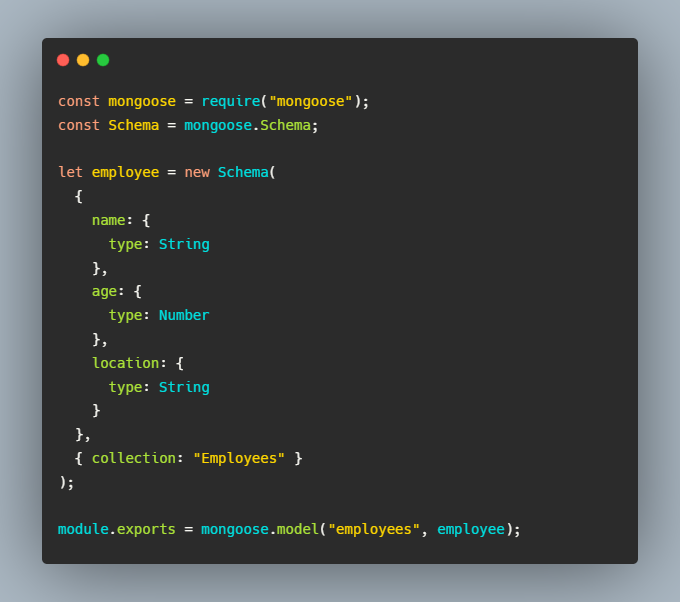 const mongoose = require("mongoose");
const Schema = mongoose.Schema;

let employee = new Schema(
  {
    name: {
      type: String
    },
    age: {
      type: Number
    },
    location: {
      type: String
    }
  },
  { collection: "Employees" }
);

module.exports = mongoose.model("employees", employee);